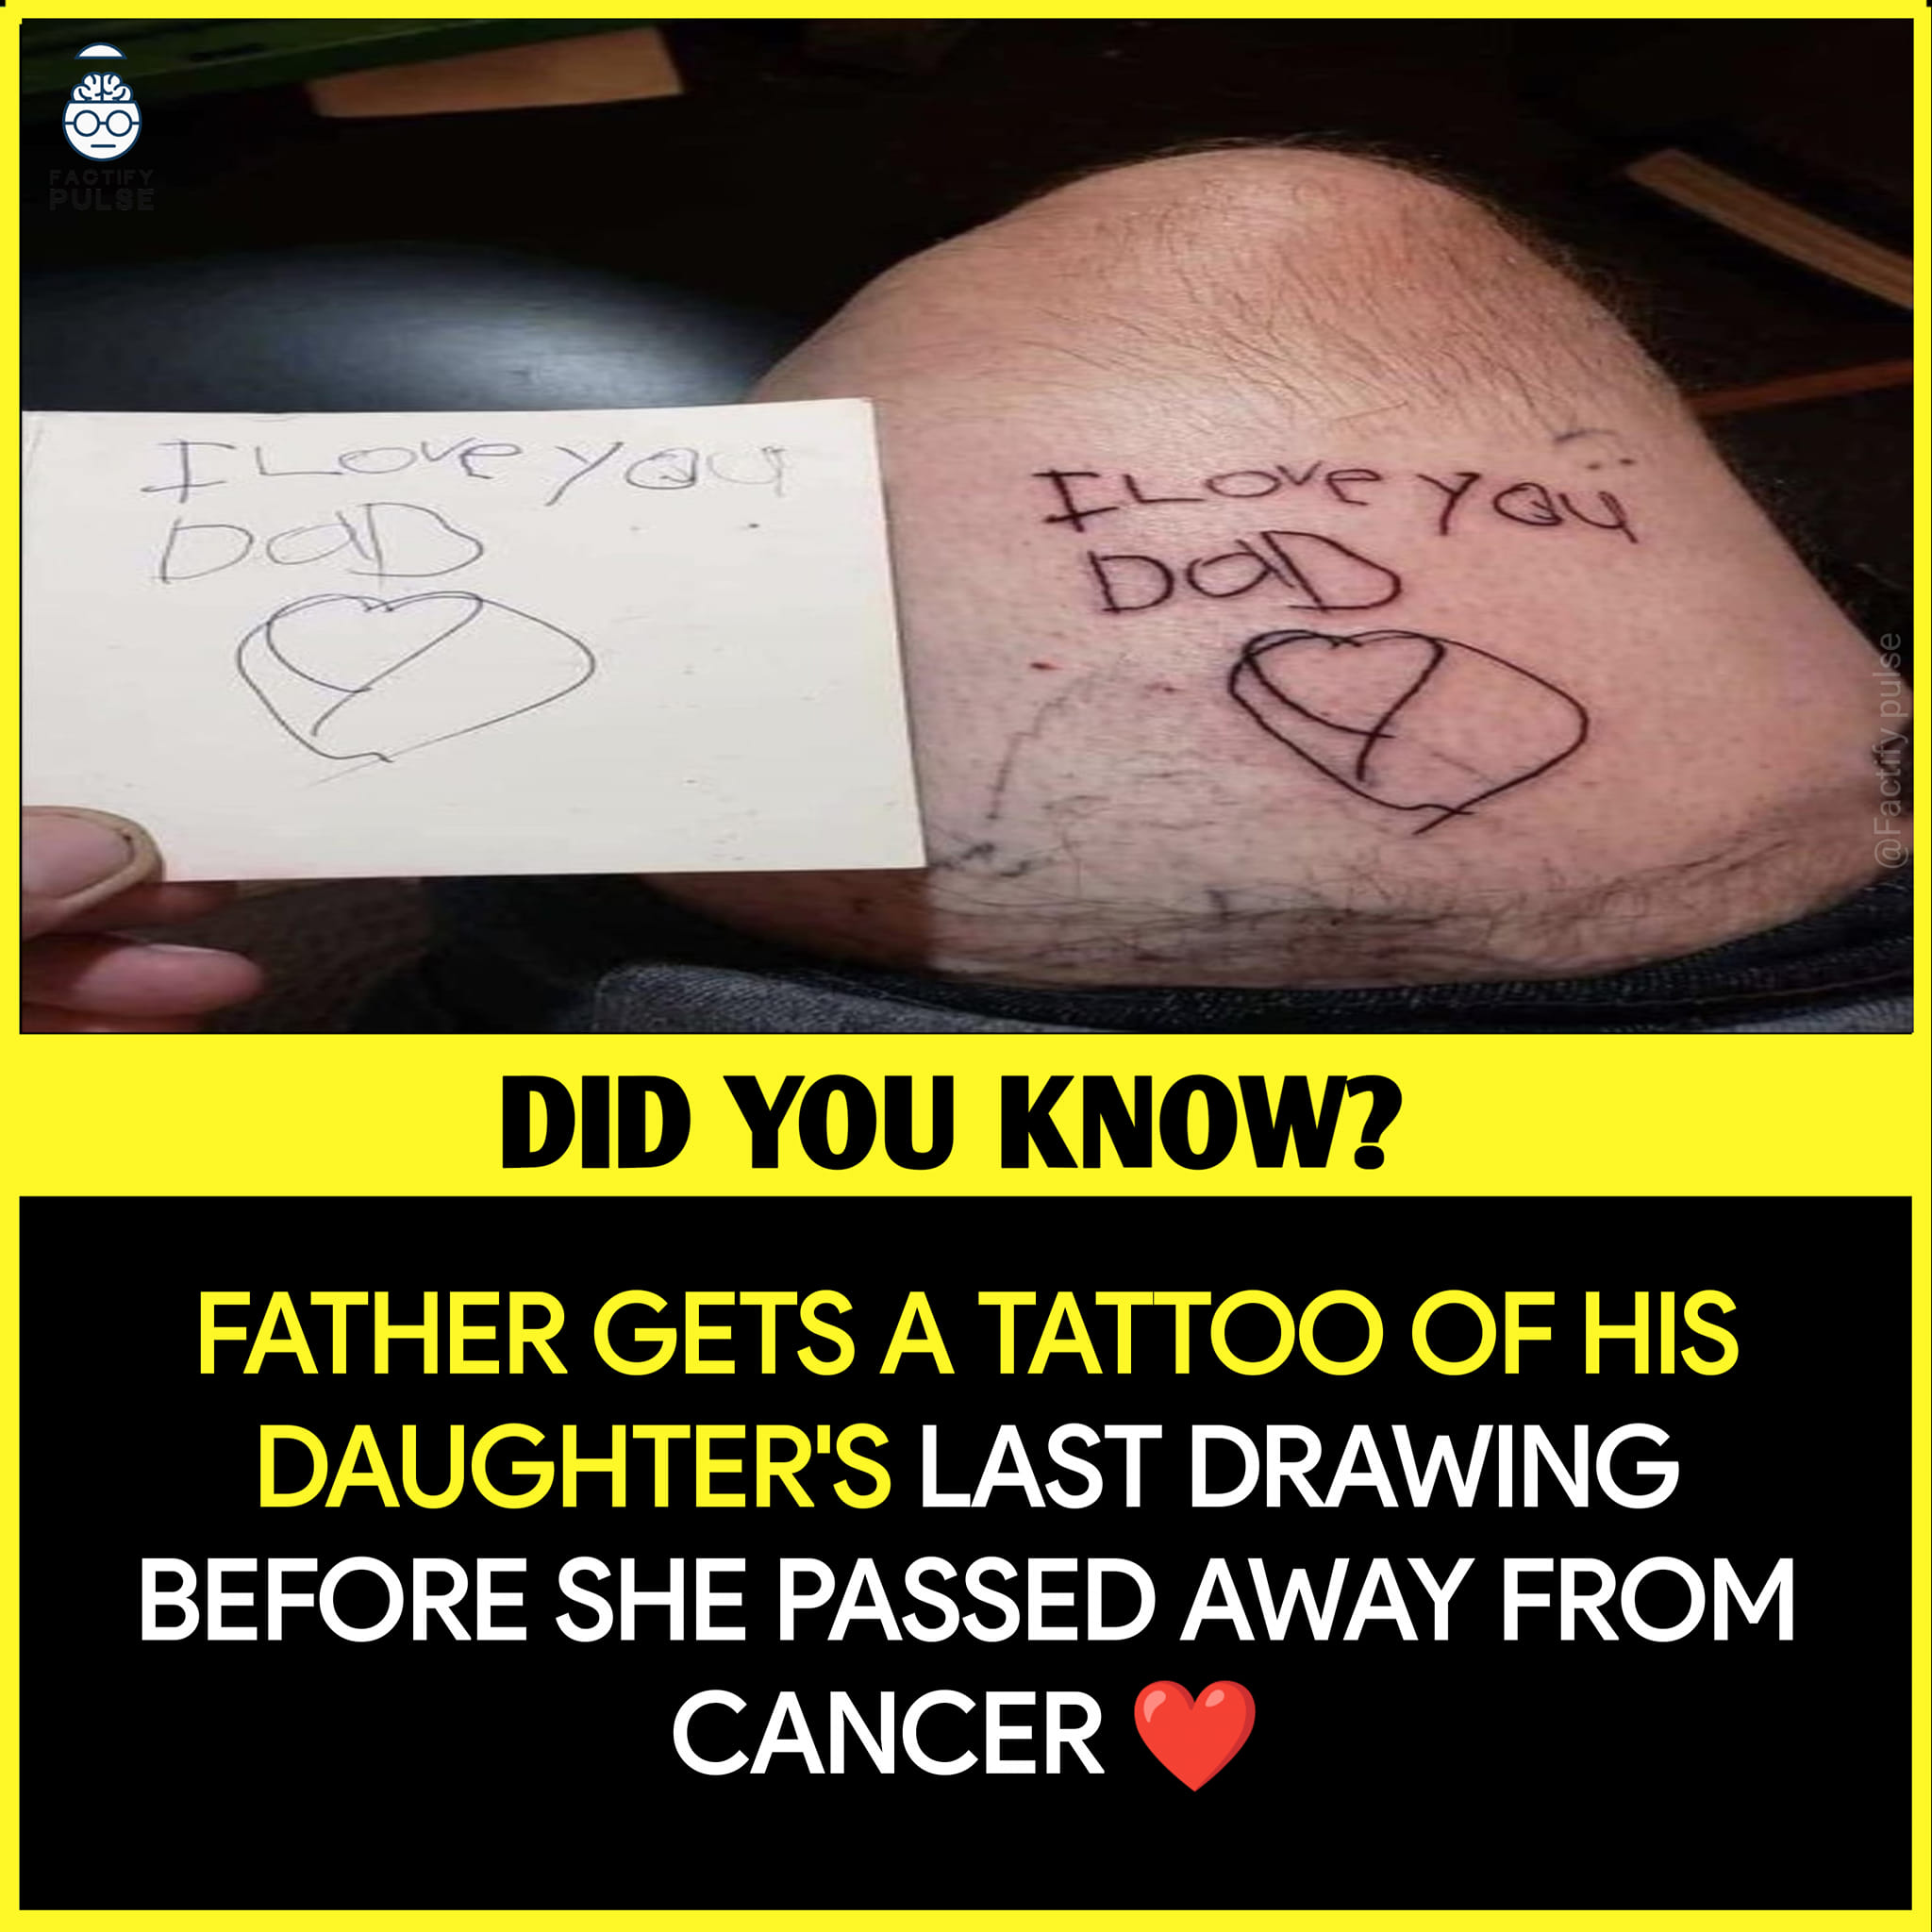 FACTIFY
PULSE
I Love you
DaD
I Love you
DaD
@Factify pulse
DID YOU KNOW?
FATHER GETS A TATTOO OF HIS
DAUGHTER'S LAST DRAWING
BEFORE SHE PASSED AWAY FROM
CANCER ❤️